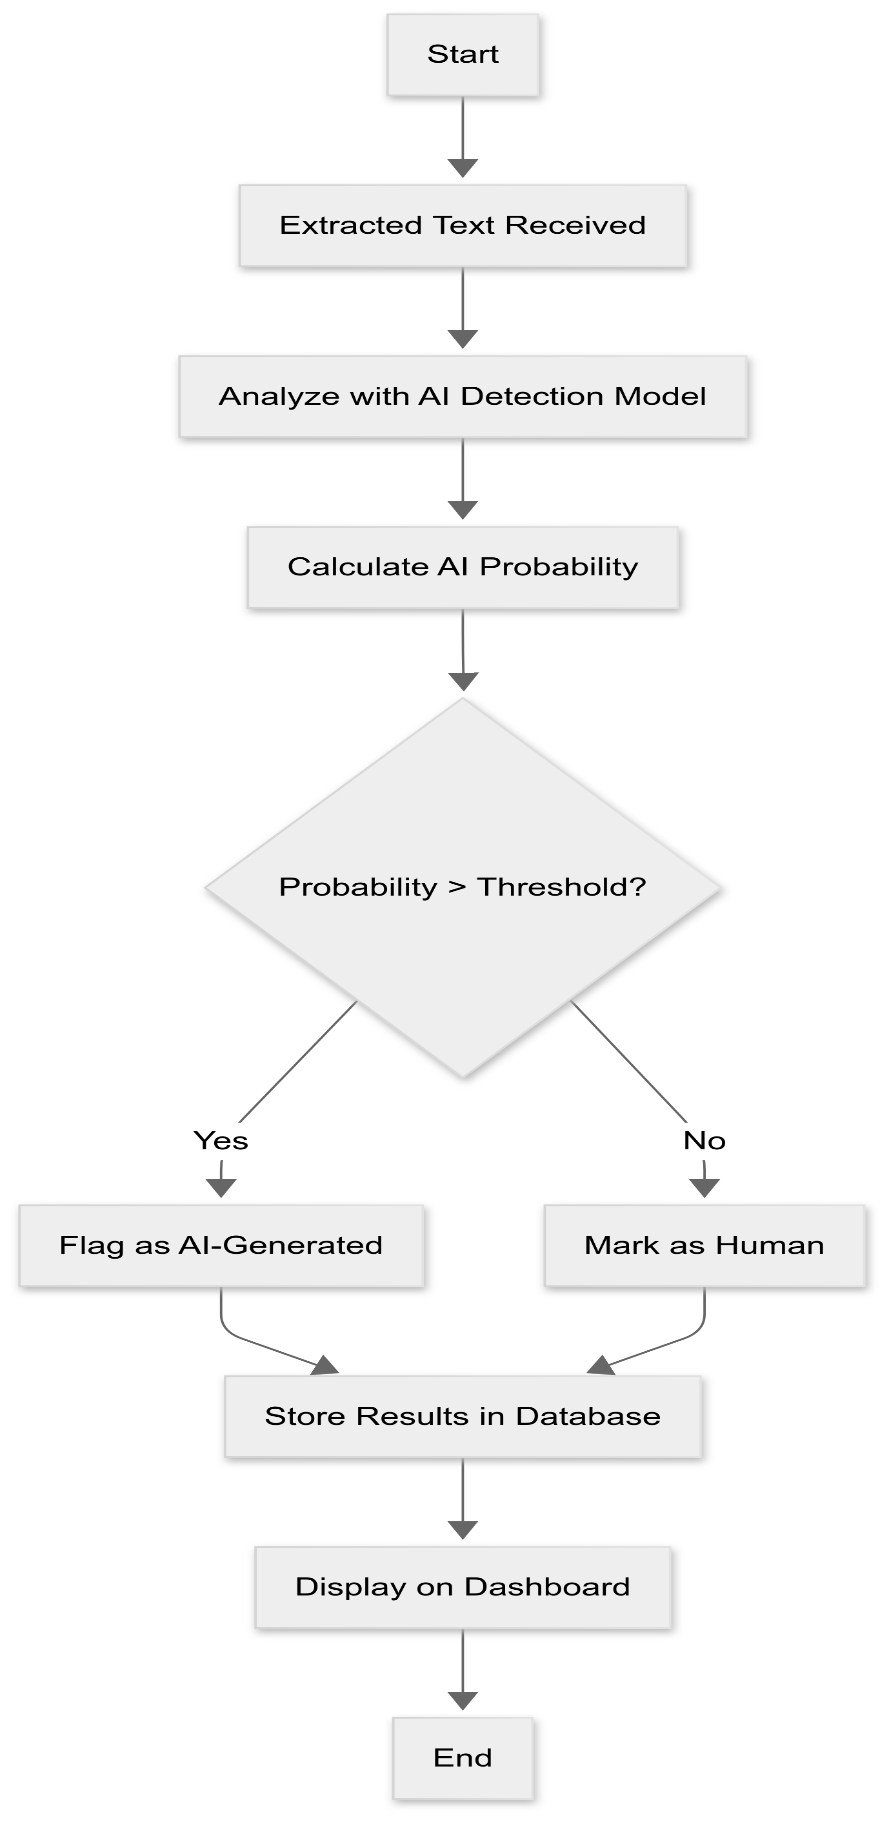 Start
Extracted Text Received
Analyze with AI Detection Model
Calculate AI Probability
Probability > Threshold?
Yes
No
Flag as AI-Generated
Mark as Human
Store Results in Database
Display on Dashboard
End